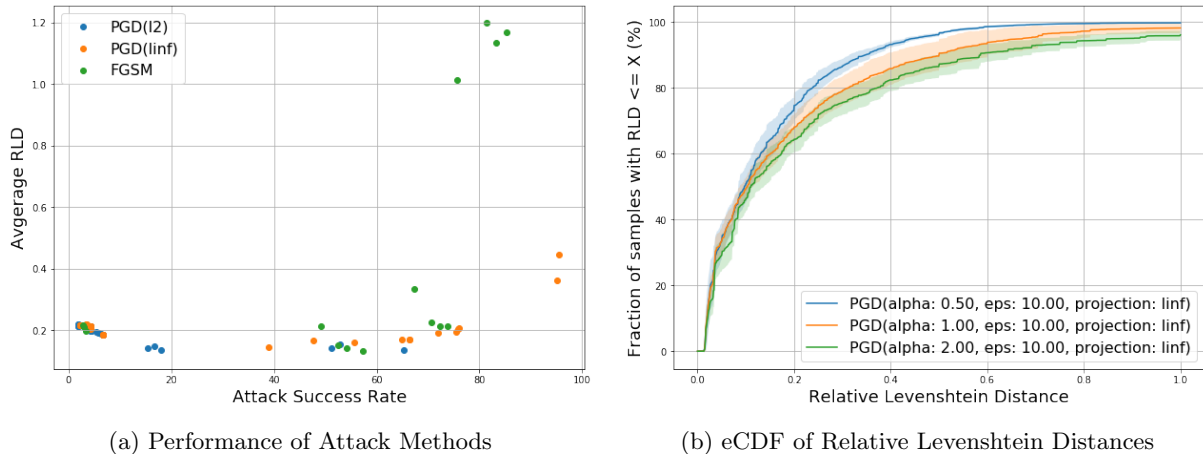 PGD(l2)
PGD(linf)
FGSM
Avgerage RLD
1.2
1.0
0.8
0.6
0.4
0.2
0
20
40
60
80
100
Attack Success Rate
(a) Performance of Attack Methods
Fraction of samples with RLD <= X (%)
100
80
60
40
20
0
PGD(alpha: 0.50, eps: 10.00, projection: linf)
PGD(alpha: 1.00, eps: 10.00, projection: linf)
PGD(alpha: 2.00, eps: 10.00, projection: linf)
0.0
0.2
0.4
0.6
0.8
1.0
Relative Levenshtein Distance
(b) eCDF of Relative Levenshtein Distances